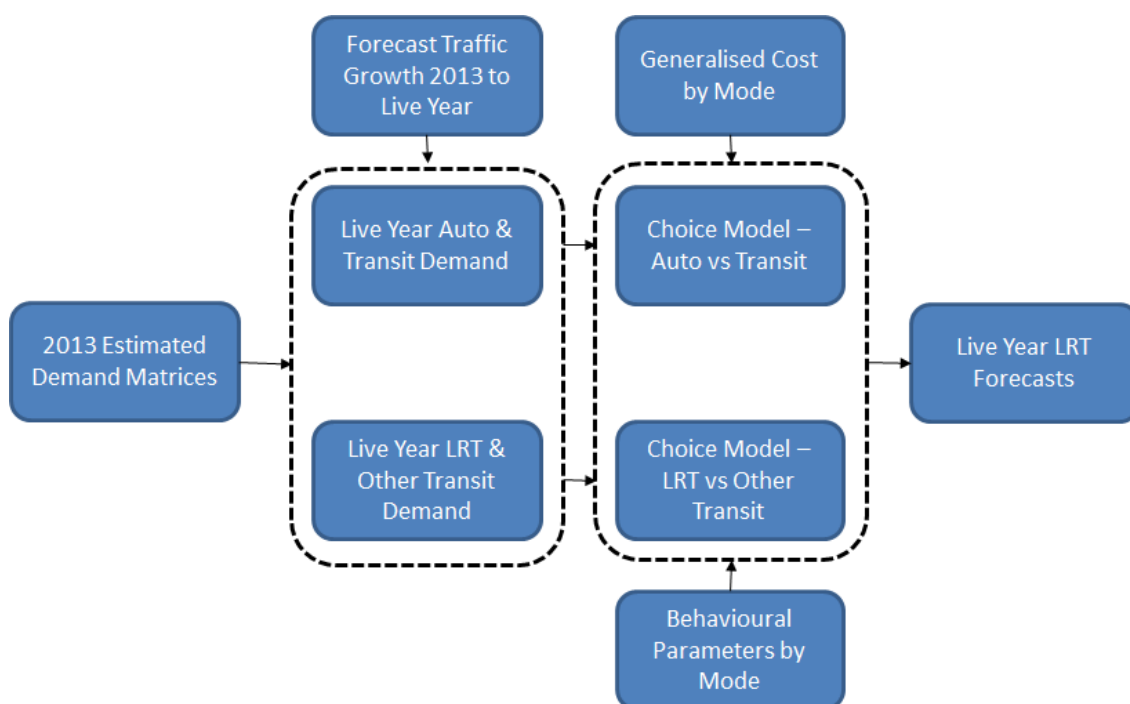 Forecast Traffic
Growth 2013 to
Live Year
Generalised Cost
by Mode
Live Year Auto &
Transit Demand
Choice Model –
Auto vs Transit
2013 Estimated
Demand Matrices
Live Year LRT
Forecasts
Live Year LRT &
Other Transit
Demand
Choice Model –
LRT vs Other
Transit
Behavioural
Parameters by
Mode